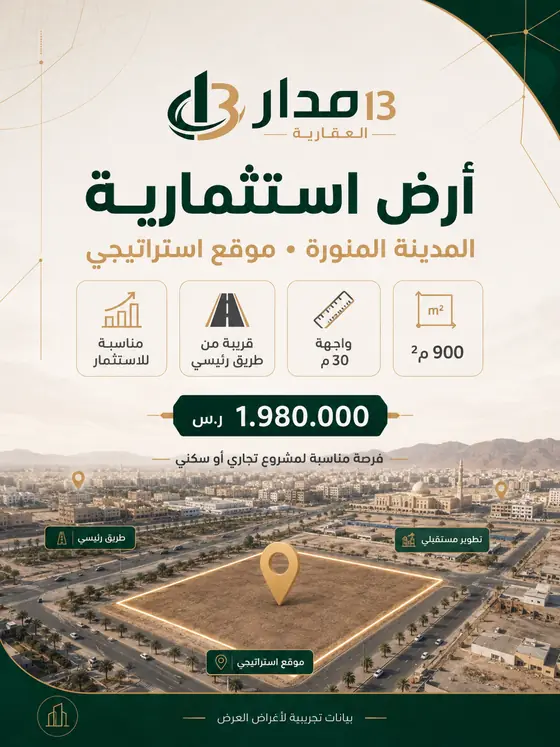 مدار 13
العقارية
أرض استثمارية
المدينة المنورة • موقع استراتيجي
m²
900 م²
واجهة
30 م
قريبة من
طريق رئيسي
مناسبة
للاستثمار
1.980.000 ر.س
فرصة مناسبة لمشروع تجاري أو سكني
طريق رئيسي
تطوير مستقبلي
موقع استراتيجي
بيانات تجريبية لأغراض العرض